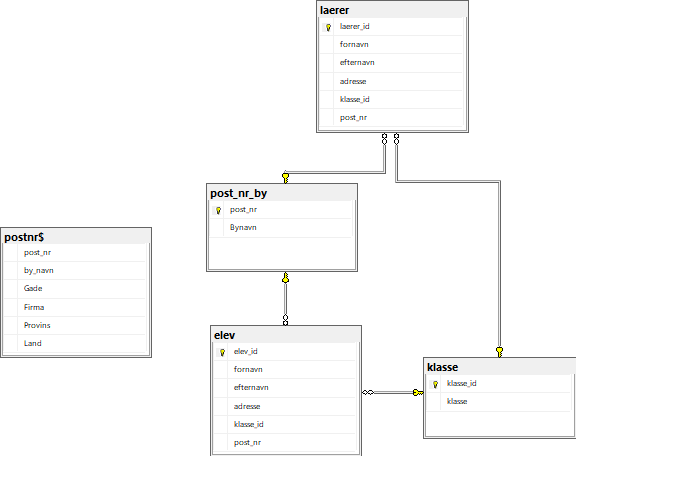 laerer
laerer_id
fornavn
efternavn
adresse
klasse_id
post_nr
post_nr_by
post_nr
Bynavn
postnr$
post_nr
by_navn
Gade
Firma
Provins
Land
elev
elev_id
fornavn
efternavn
adresse
klasse_id
post_nr
klasse
klasse_id
klasse